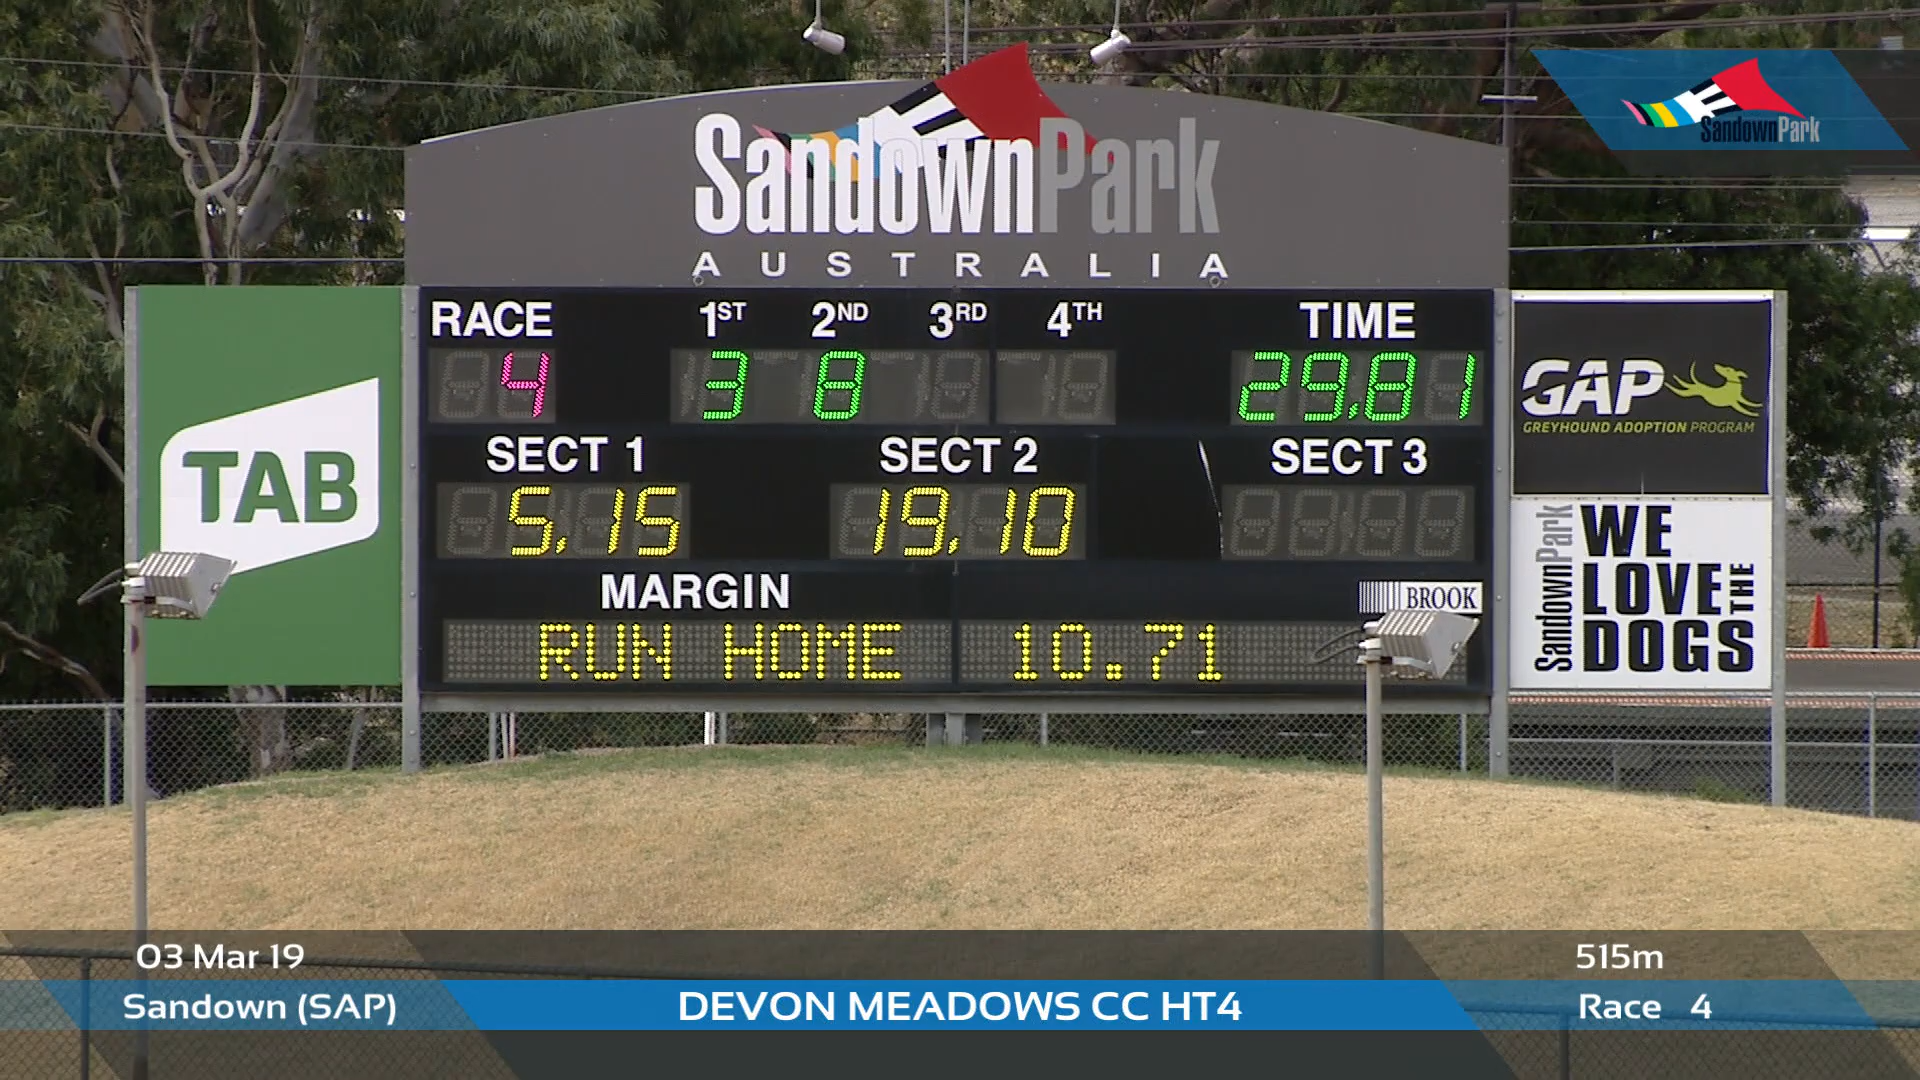 SandownPark
AUSTRALIA
SandownPark
RACE 1ST 2ND 3RD 4TH TIME
4 3 8 29.81
SECT 1 SECT 2 SECT 3
5.15 19.10
MARGIN
BROOK
RUN HOME 10.71
TAB
GAP
GREYHOUND ADOPTION PROGRAM
SandownPark
WE
LOVE THE
DOGS
03 Mar 19
515m
Sandown (SAP)
DEVON MEADOWS CC HT4
Race 4